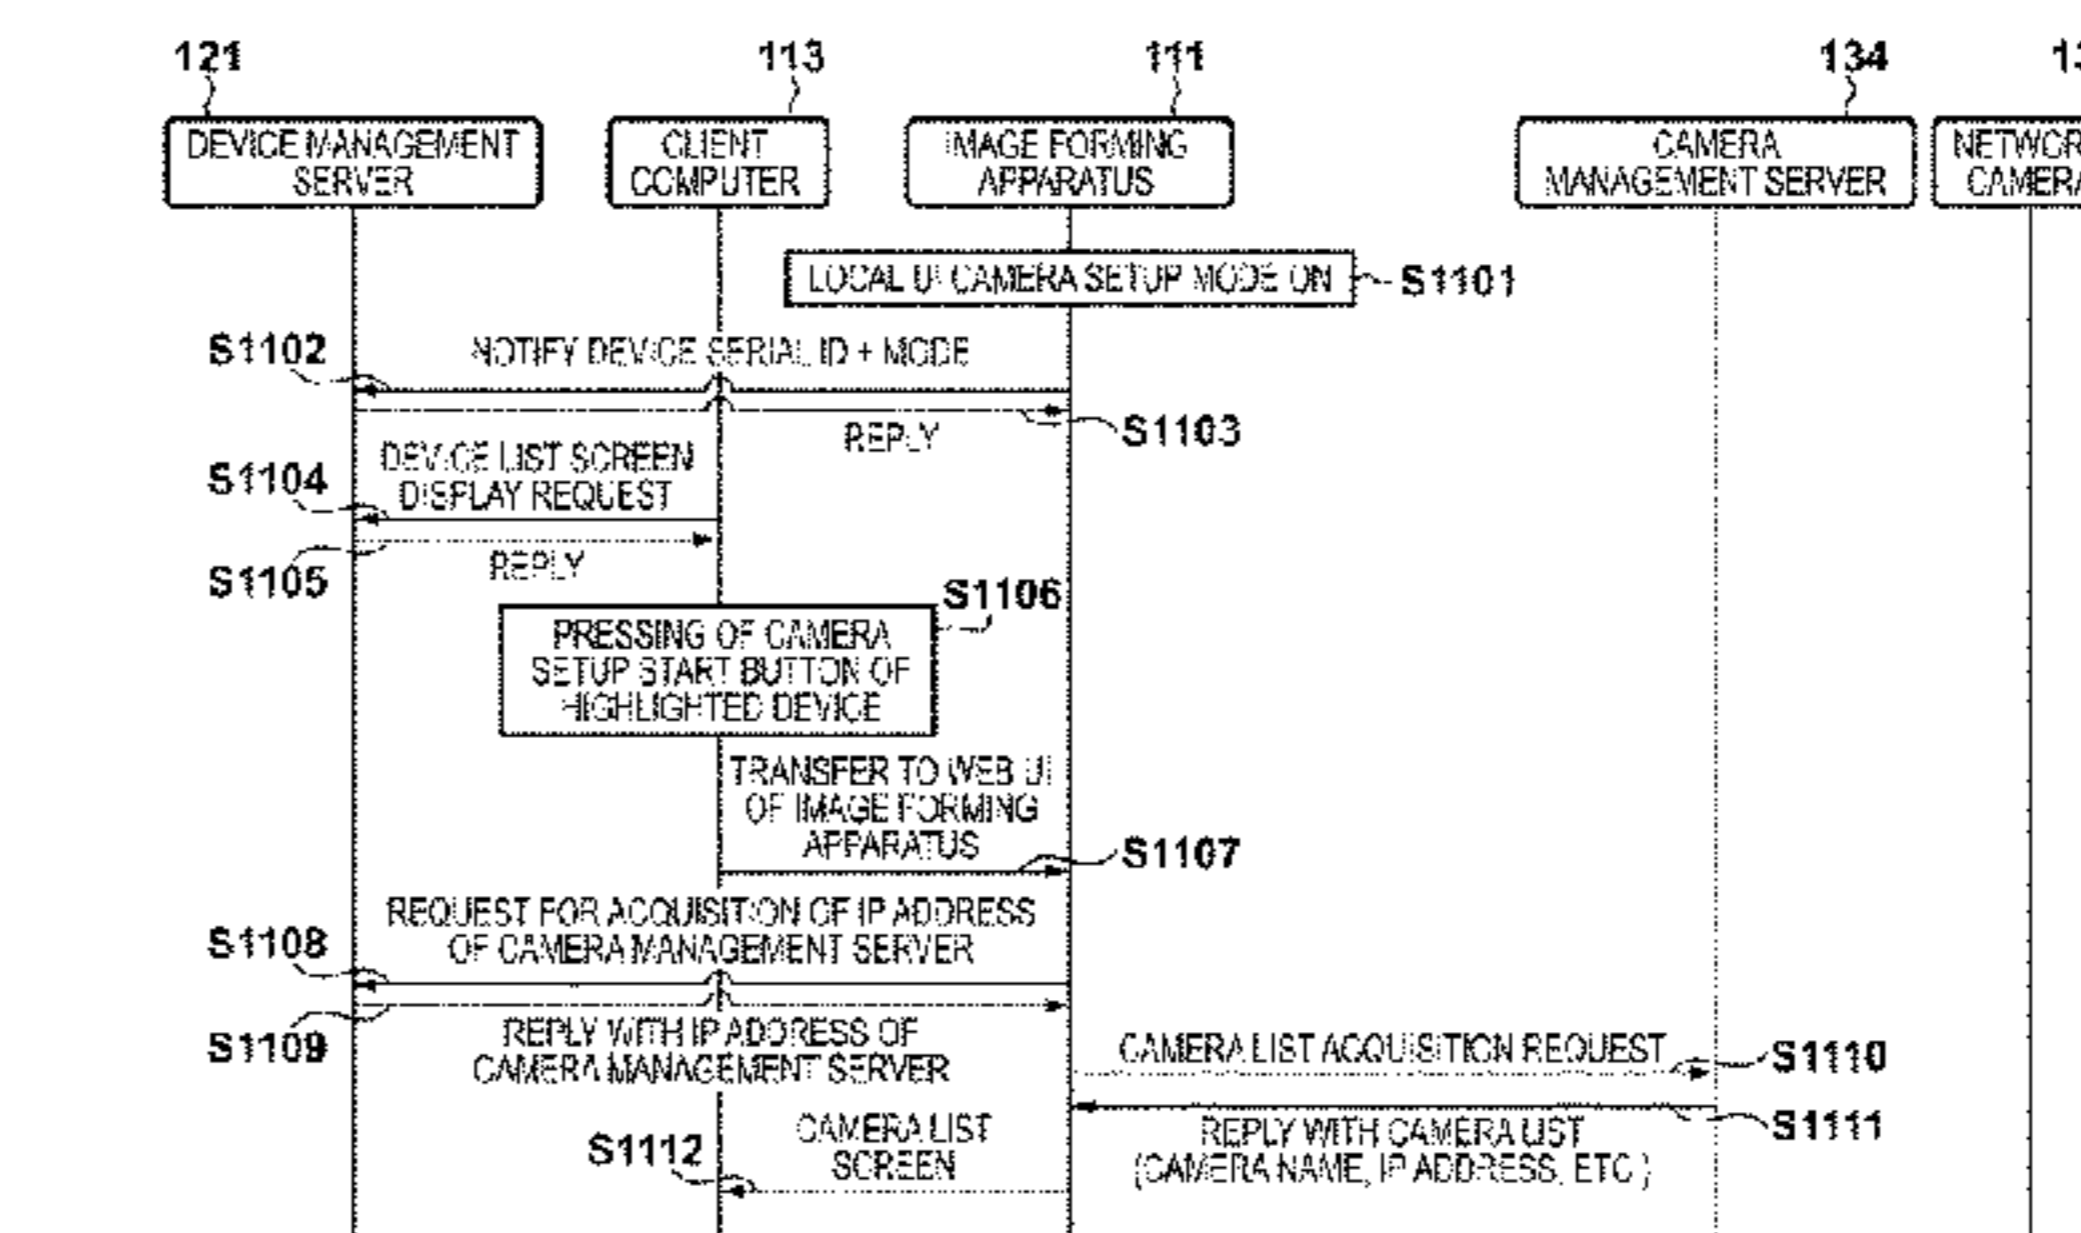 121
113
111
134
DEVICE MANAGEMENT
SERVER
CLIENT
COMPUTER
IMAGE FORMING
APPARATUS
CAMERA
MANAGEMENT SERVER
LOCAL UI CAMERA SETUP MODE ON
S1101
S1102
NOTIFY DEVICE SERIAL ID + MODE
REPLY
S1103
S1104
DEVICE LIST SCREEN
DISPLAY REQUEST
S1105
REPLY
S1106
PRESSING OF CAMERA
SETUP START BUTTON OF
HIGHLIGHTED DEVICE
TRANSFER TO WEB UI
OF IMAGE FORMING
APPARATUS
S1107
S1108
REQUEST FOR ACQUISITION OF IP ADDRESS
OF CAMERA MANAGEMENT SERVER
S1109
REPLY WITH IP ADDRESS OF
CAMERA MANAGEMENT SERVER
CAMERA LIST ACQUISITION REQUEST
S1110
S1111
REPLY WITH CAMERA LIST
(CAMERA NAME, IP ADDRESS, ETC.)
S1112
CAMERA LIST
SCREEN